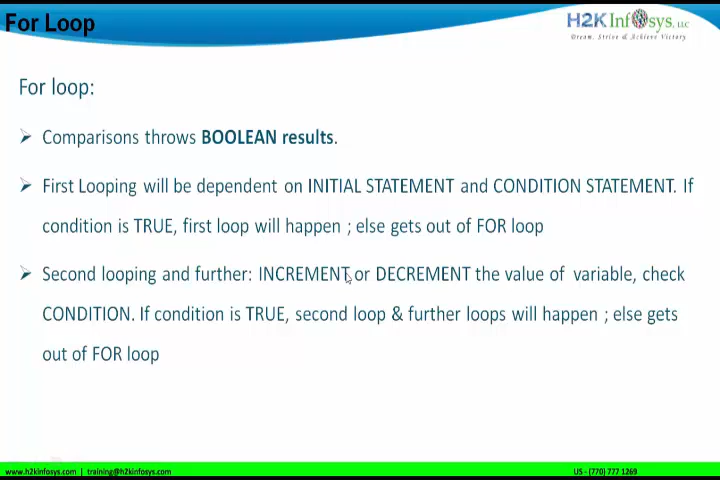 For Loop
H2K Infosys, LLC
Dream, Strive & Achieve Victory
For loop:
➢ Comparisons throws BOOLEAN results.
➢ First Looping will be dependent on INITIAL STATEMENT and CONDITION STATEMENT. If
condition is TRUE, first loop will happen ; else gets out of FOR loop
➢ Second looping and further: INCREMENT or DECREMENT the value of variable, check
CONDITION. If condition is TRUE, second loop & further loops will happen ; else gets
out of FOR loop
www.h2kinfosys.com | training@h2kinfosys.com
US - (770) 777 1269